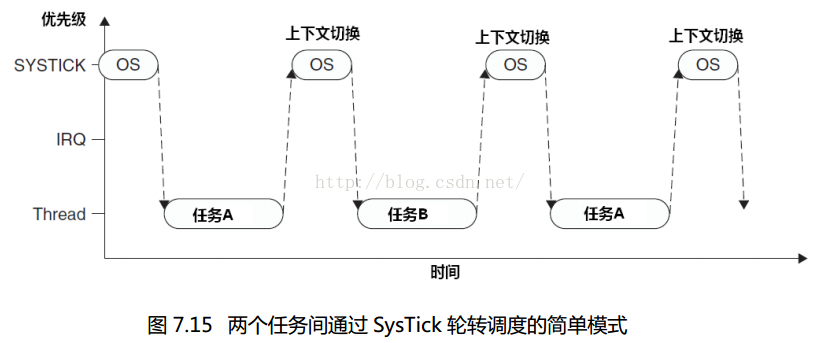 优先级
上下文切换 上下文切换 上下文切换
SYSTICK OS OS OS OS
IRQ
http://blog.csdn.net/
Thread 任务A 任务B 任务A
时间
图 7.15 两个任务间通过 SysTick 轮转调度的简单模式